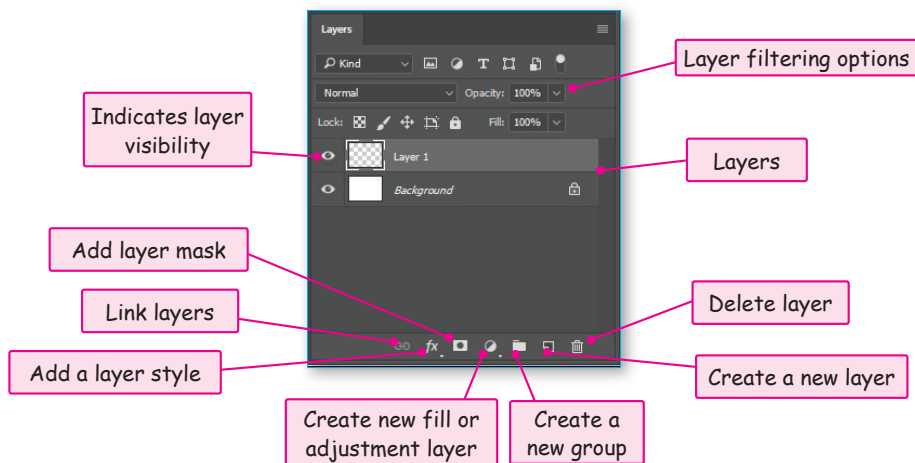 Layers
Kind
Layer filtering options
Normal Opacity: 100%
Indicates layer
visibility
Lock: Fill: 100%
Layer 1
Layers
Background
Add layer mask
Link layers
Delete layer
fx
Add a layer style
Create a new layer
Create new fill or
adjustment layer
Create a
new group